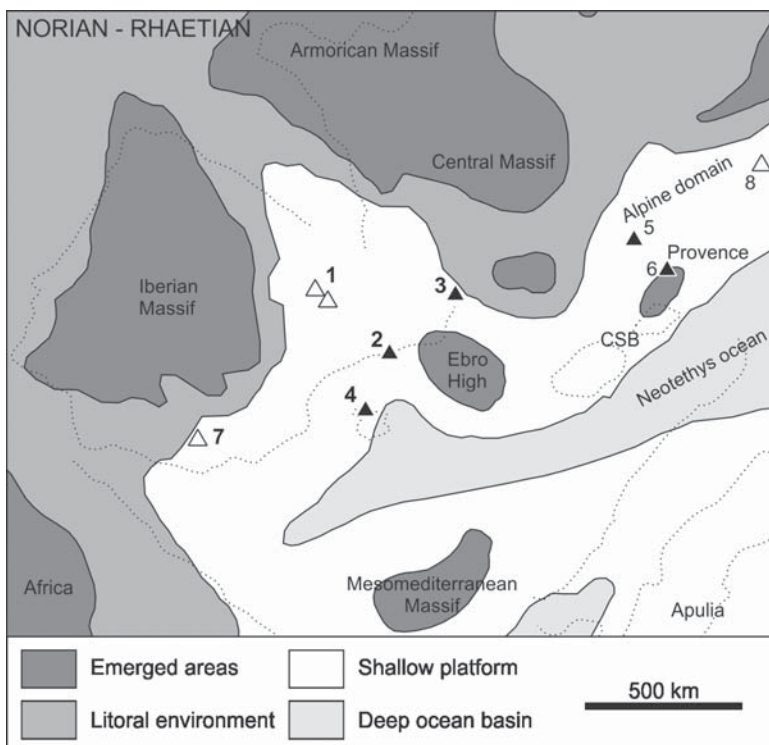 NORIAN - RHAETIAN
Armorican Massif
Central Massif
Alpine domain
8
5
Provence
6
Iberian
Massif
1
3
CSB
2
Ebro
High
Neotethys ocean
4
7
Africa
Mesomediterranean
Massif
Apulia
Emerged areas
Shallow platform
500 km
Litoral environment
Deep ocean basin